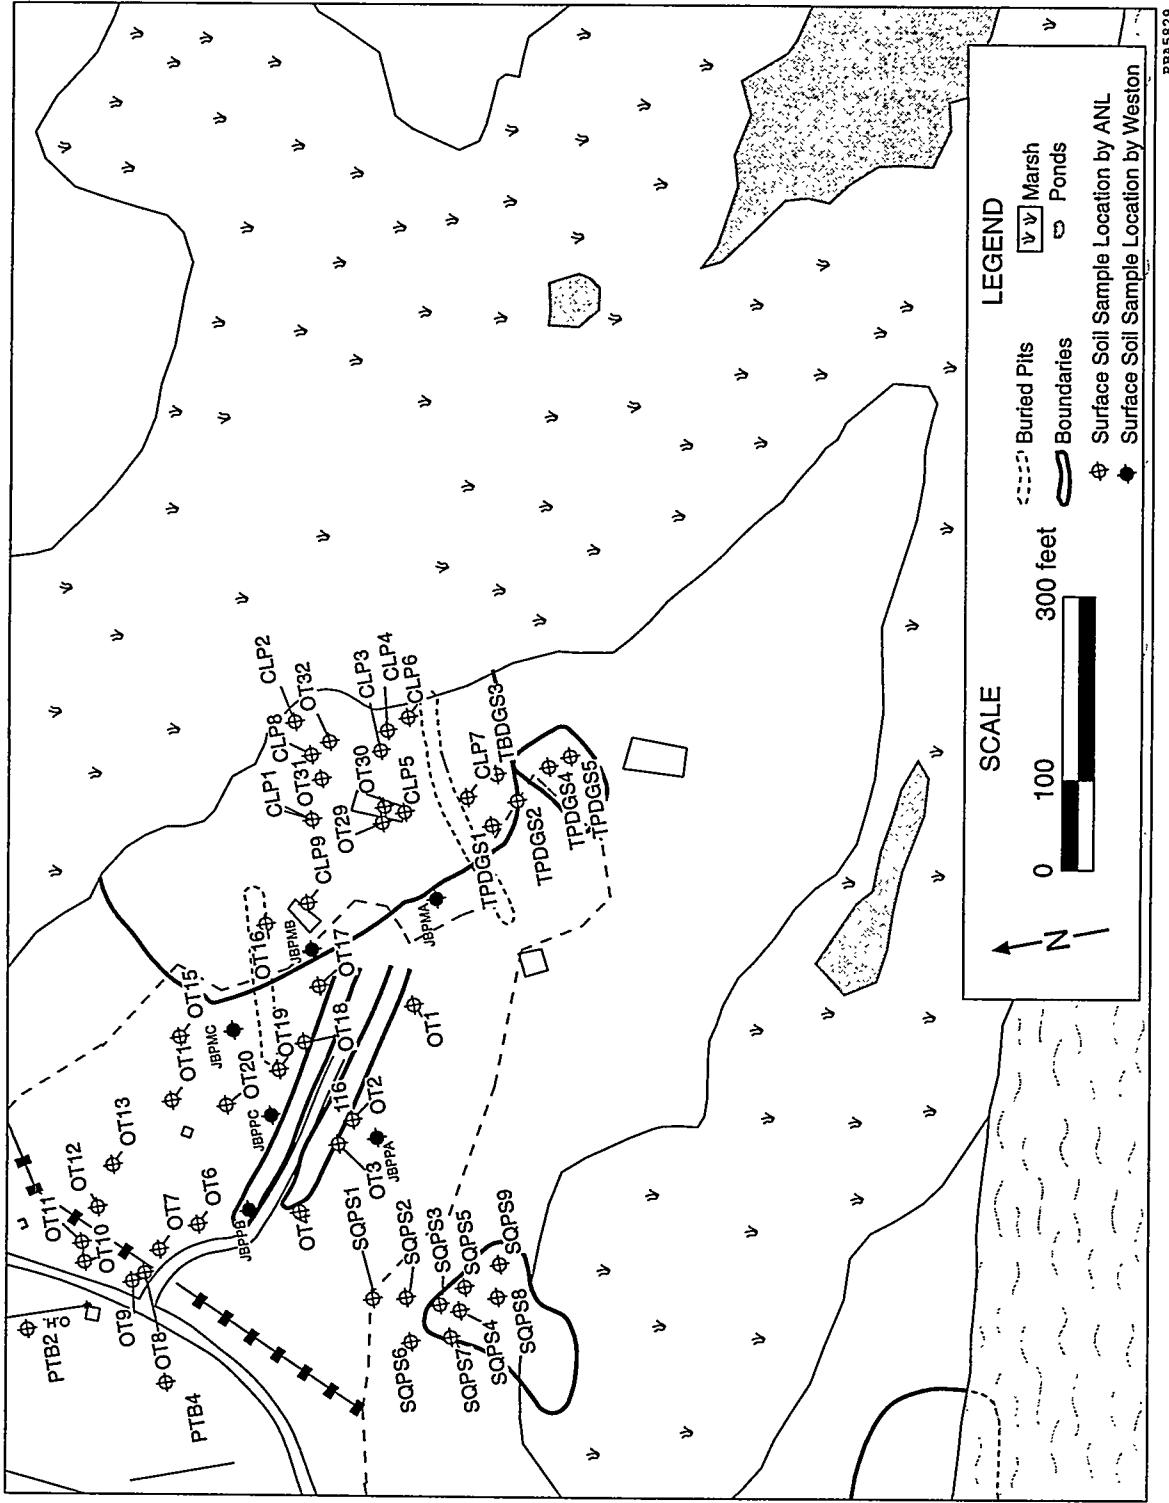 PTB2
PTB4
OT8
OT9
OT10
OT11
OT12
OT13
OT7
OT6
OT14
OT15
JBPMC
OT20
OT19
JBPPC
JBPPB
OT16
JBPMB
OT17
OT18
116
OT2
OT3
JBPPA
OT4
OT1
JBPMA
SQPS1
SQPS2
SQPS3
SQPS5
SQPS9
SQPS6
SQPS7
SQPS4
SQPS8
CLP9
CLP1
OT31
CLP8
OT32
CLP2
OT29
OT30
CLP5
CLP3
CLP4
CLP6
CLP7
TPDGS1
TPDGS2
TBDGS3
TPDGS4
TPDGS5
N
SCALE
0 100 300 feet
LEGEND
Buried Pits
Boundaries
Marsh
Ponds
Surface Soil Sample Location by ANL
Surface Soil Sample Location by Weston